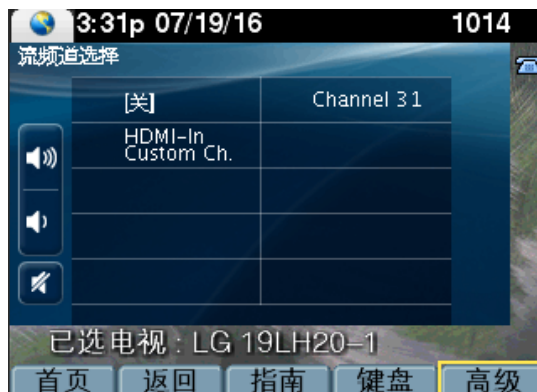 3:31p 07/19/16 1014
流频道选择
[关] Channel 31
HDMI-In
Custom Ch.
已选电视 : LG 19LH20-1
首页 返回 指南 键盘 高级